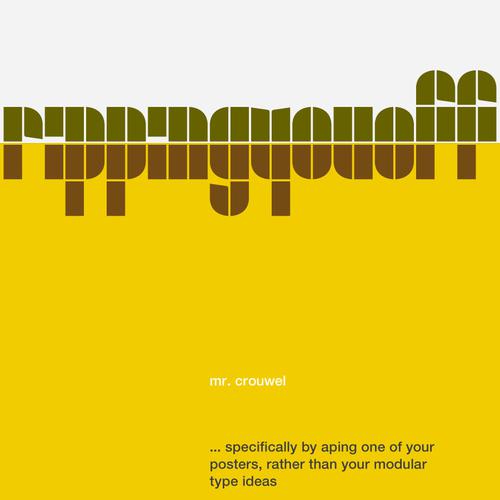 rippingyouoff
mr. crouwel
... specifically by aping one of your
posters, rather than your modular
type ideas